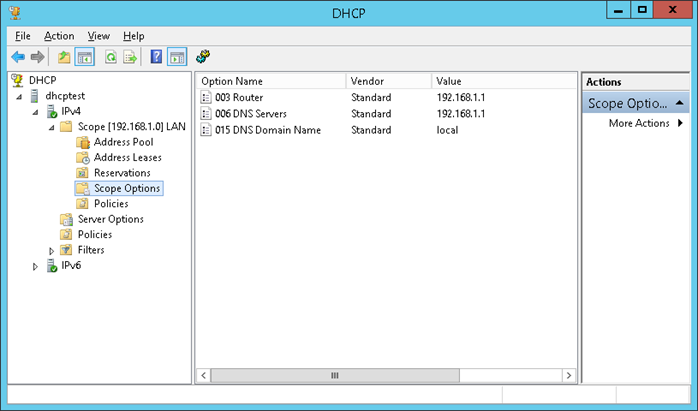 DHCP
File Action View Help
DHCP
dhcptest
IPv4
Scope [192.168.1.0] LAN
Address Pool
Address Leases
Reservations
Scope Options
Policies
Server Options
Policies
Filters
IPv6
Option Name Vendor Value
003 Router Standard 192.168.1.1
006 DNS Servers Standard 192.168.1.1
015 DNS Domain Name Standard local
Actions
Scope Optio...
More Actions